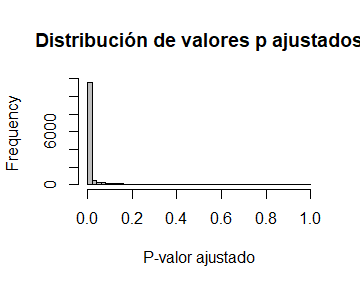 Distribución de valores p ajustados
Frequency
6000
0
0.0 0.2 0.4 0.6 0.8 1.0
P-valor ajustado